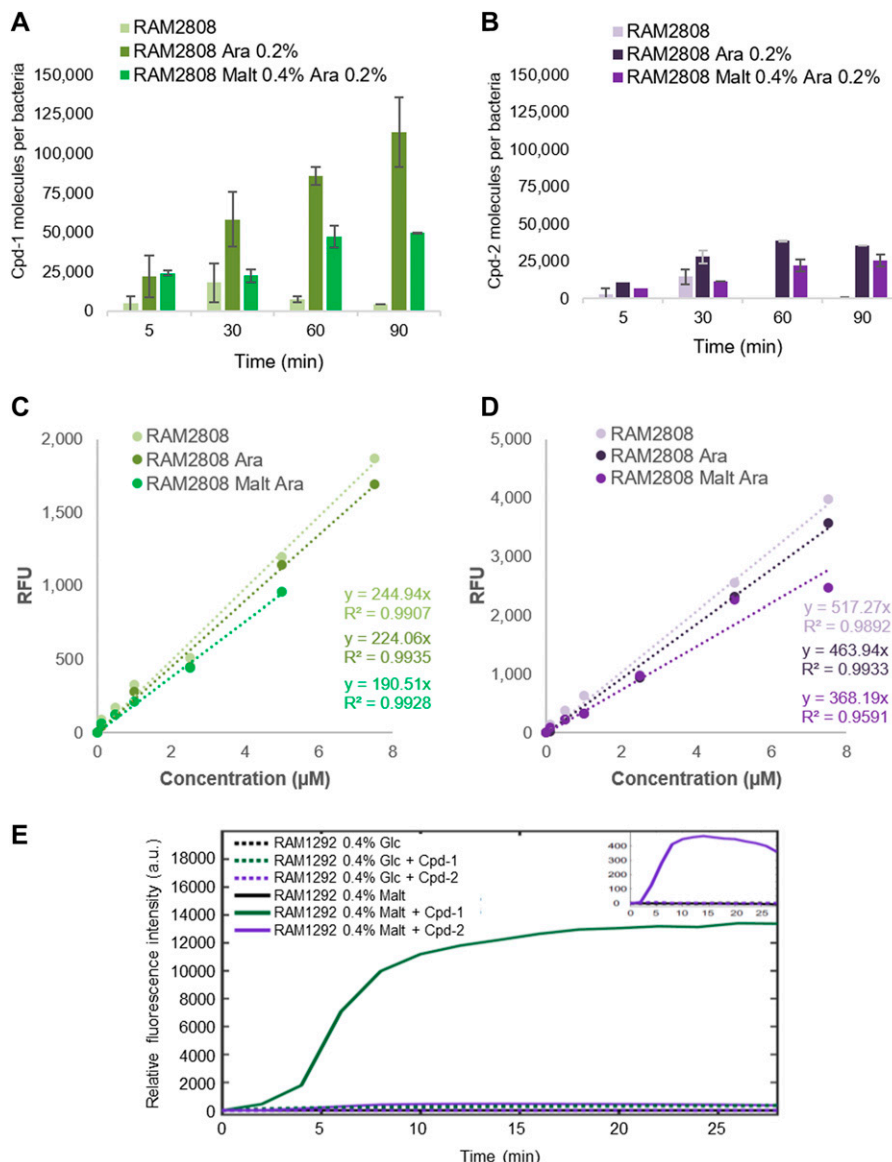 A
RAM2808
RAM2808 Ara 0.2%
RAM2808 Malt 0.4% Ara 0.2%
Cpd-1 molecules per bacteria
150,000
125,000
100,000
75,000
50,000
25,000
0
5 30 60 90
Time (min)
B
RAM2808
RAM2808 Ara 0.2%
RAM2808 Malt 0.4% Ara 0.2%
Cpd-2 molecules per bacteria
150,000
125,000
100,000
75,000
50,000
25,000
0
5 30 60 90
Time (min)
C
RAM2808
RAM2808 Ara
RAM2808 Malt Ara
RFU
2,000
1,500
1,000
500
0
y = 244.94x
R² = 0.9907
y = 224.06x
R² = 0.9935
y = 190.51x
R² = 0.9928
0 2 4 6 8
Concentration (µM)
D
RAM2808
RAM2808 Ara
RAM2808 Malt Ara
RFU
5,000
4,000
3,000
2,000
1,000
0
y = 517.27x
R² = 0.9892
y = 463.94x
R² = 0.9933
y = 368.19x
R² = 0.9591
0 2 4 6 8
Concentration (µM)
E
RAM1292 0.4% Glc
RAM1292 0.4% Glc + Cpd-1
RAM1292 0.4% Glc + Cpd-2
RAM1292 0.4% Malt
RAM1292 0.4% Malt + Cpd-1
RAM1292 0.4% Malt + Cpd-2
Relative fluorescence intensity (a.u.)
18000
16000
14000
12000
10000
8000
6000
4000
2000
0
400
300
200
100
0
0 5 10 15 20 25
0 5 10 15 20 25
Time (min)